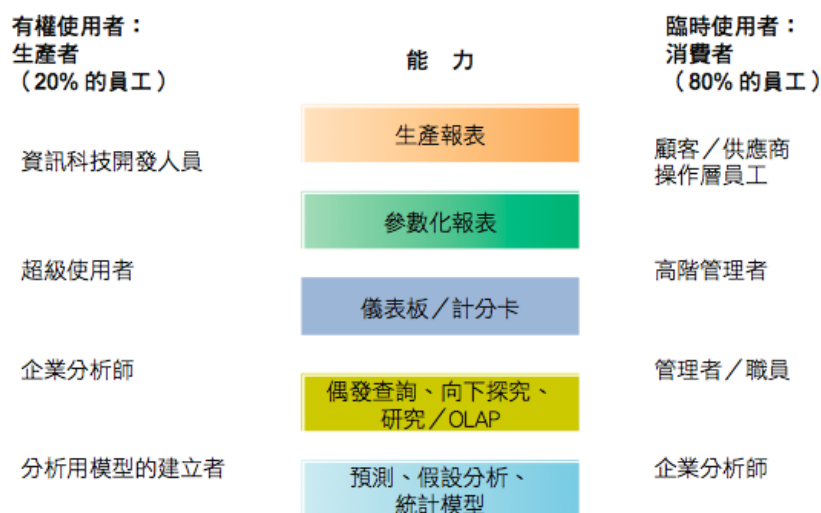 有權使用者：
生產者
（20% 的員工）
能 力
臨時使用者：
消費者
（80% 的員工）
生產報表
資訊科技開發人員
顧客／供應商
操作層員工
參數化報表
超級使用者
高階管理者
儀表板／計分卡
企業分析師
管理者／職員
偶發查詢、向下探究、
研究／OLAP
分析用模型的建立者
預測、假設分析、
統計模型
企業分析師